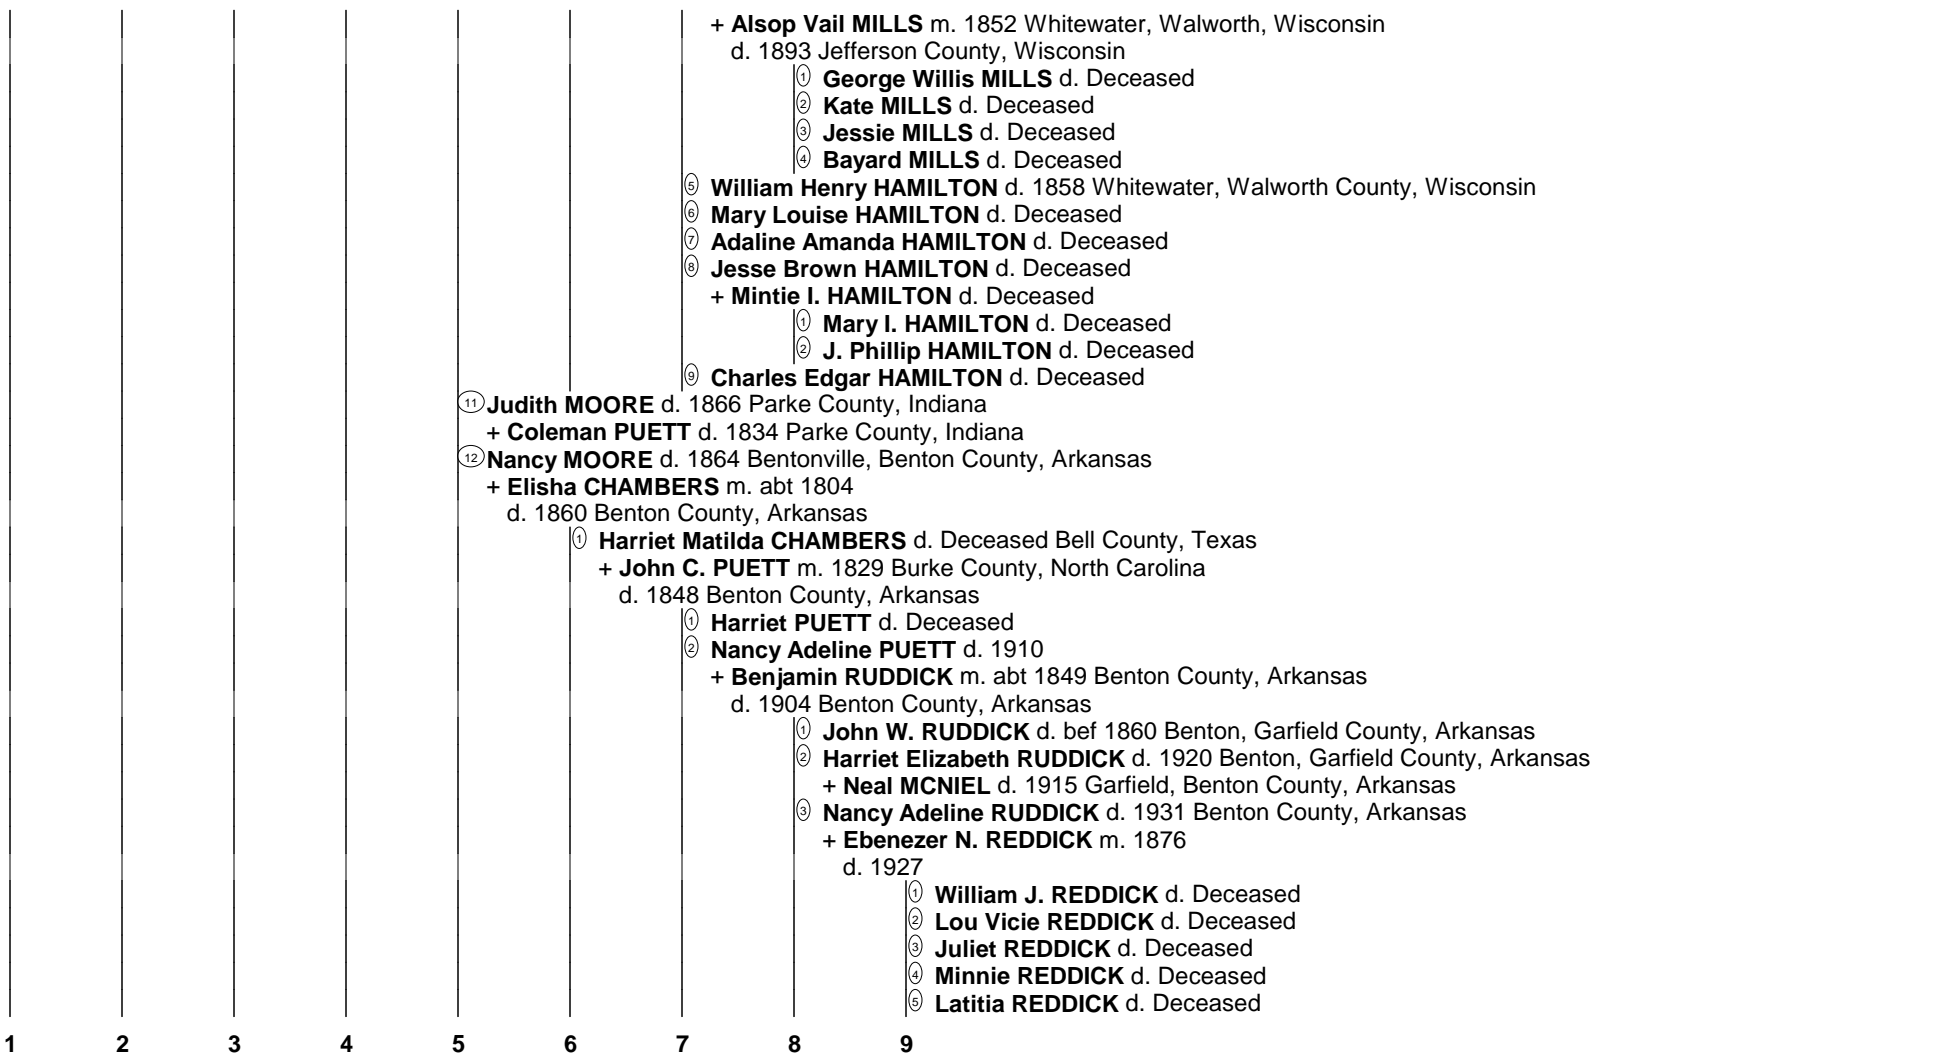 + Alsop Vail MILLS m. 1852 Whitewater, Walworth, Wisconsin
d. 1893 Jefferson County, Wisconsin
1 George Willis MILLS d. Deceased
2 Kate MILLS d. Deceased
3 Jessie MILLS d. Deceased
4 Bayard MILLS d. Deceased
5 William Henry HAMILTON d. 1858 Whitewater, Walworth County, Wisconsin
6 Mary Louise HAMILTON d. Deceased
7 Adaline Amanda HAMILTON d. Deceased
8 Jesse Brown HAMILTON d. Deceased
+ Mintie I. HAMILTON d. Deceased
1 Mary I. HAMILTON d. Deceased
2 J. Phillip HAMILTON d. Deceased
9 Charles Edgar HAMILTON d. Deceased
11 Judith MOORE d. 1866 Parke County, Indiana
+ Coleman PUETT d. 1834 Parke County, Indiana
12 Nancy MOORE d. 1864 Bentonville, Benton County, Arkansas
+ Elisha CHAMBERS m. abt 1804
d. 1860 Benton County, Arkansas
1 Harriet Matilda CHAMBERS d. Deceased Bell County, Texas
+ John C. PUETT m. 1829 Burke County, North Carolina
d. 1848 Benton County, Arkansas
1 Harriet PUETT d. Deceased
2 Nancy Adeline PUETT d. 1910
+ Benjamin RUDDICK m. abt 1849 Benton County, Arkansas
d. 1904 Benton County, Arkansas
1 John W. RUDDICK d. bef 1860 Benton, Garfield County, Arkansas
2 Harriet Elizabeth RUDDICK d. 1920 Benton, Garfield County, Arkansas
+ Neal MCNIEL d. 1915 Garfield, Benton County, Arkansas
3 Nancy Adeline RUDDICK d. 1931 Benton County, Arkansas
+ Ebenezer N. REDDICK m. 1876
d. 1927
1 William J. REDDICK d. Deceased
2 Lou Vicie REDDICK d. Deceased
3 Juliet REDDICK d. Deceased
4 Minnie REDDICK d. Deceased
5 Latitia REDDICK d. Deceased
1 2 3 4 5 6 7 8 9